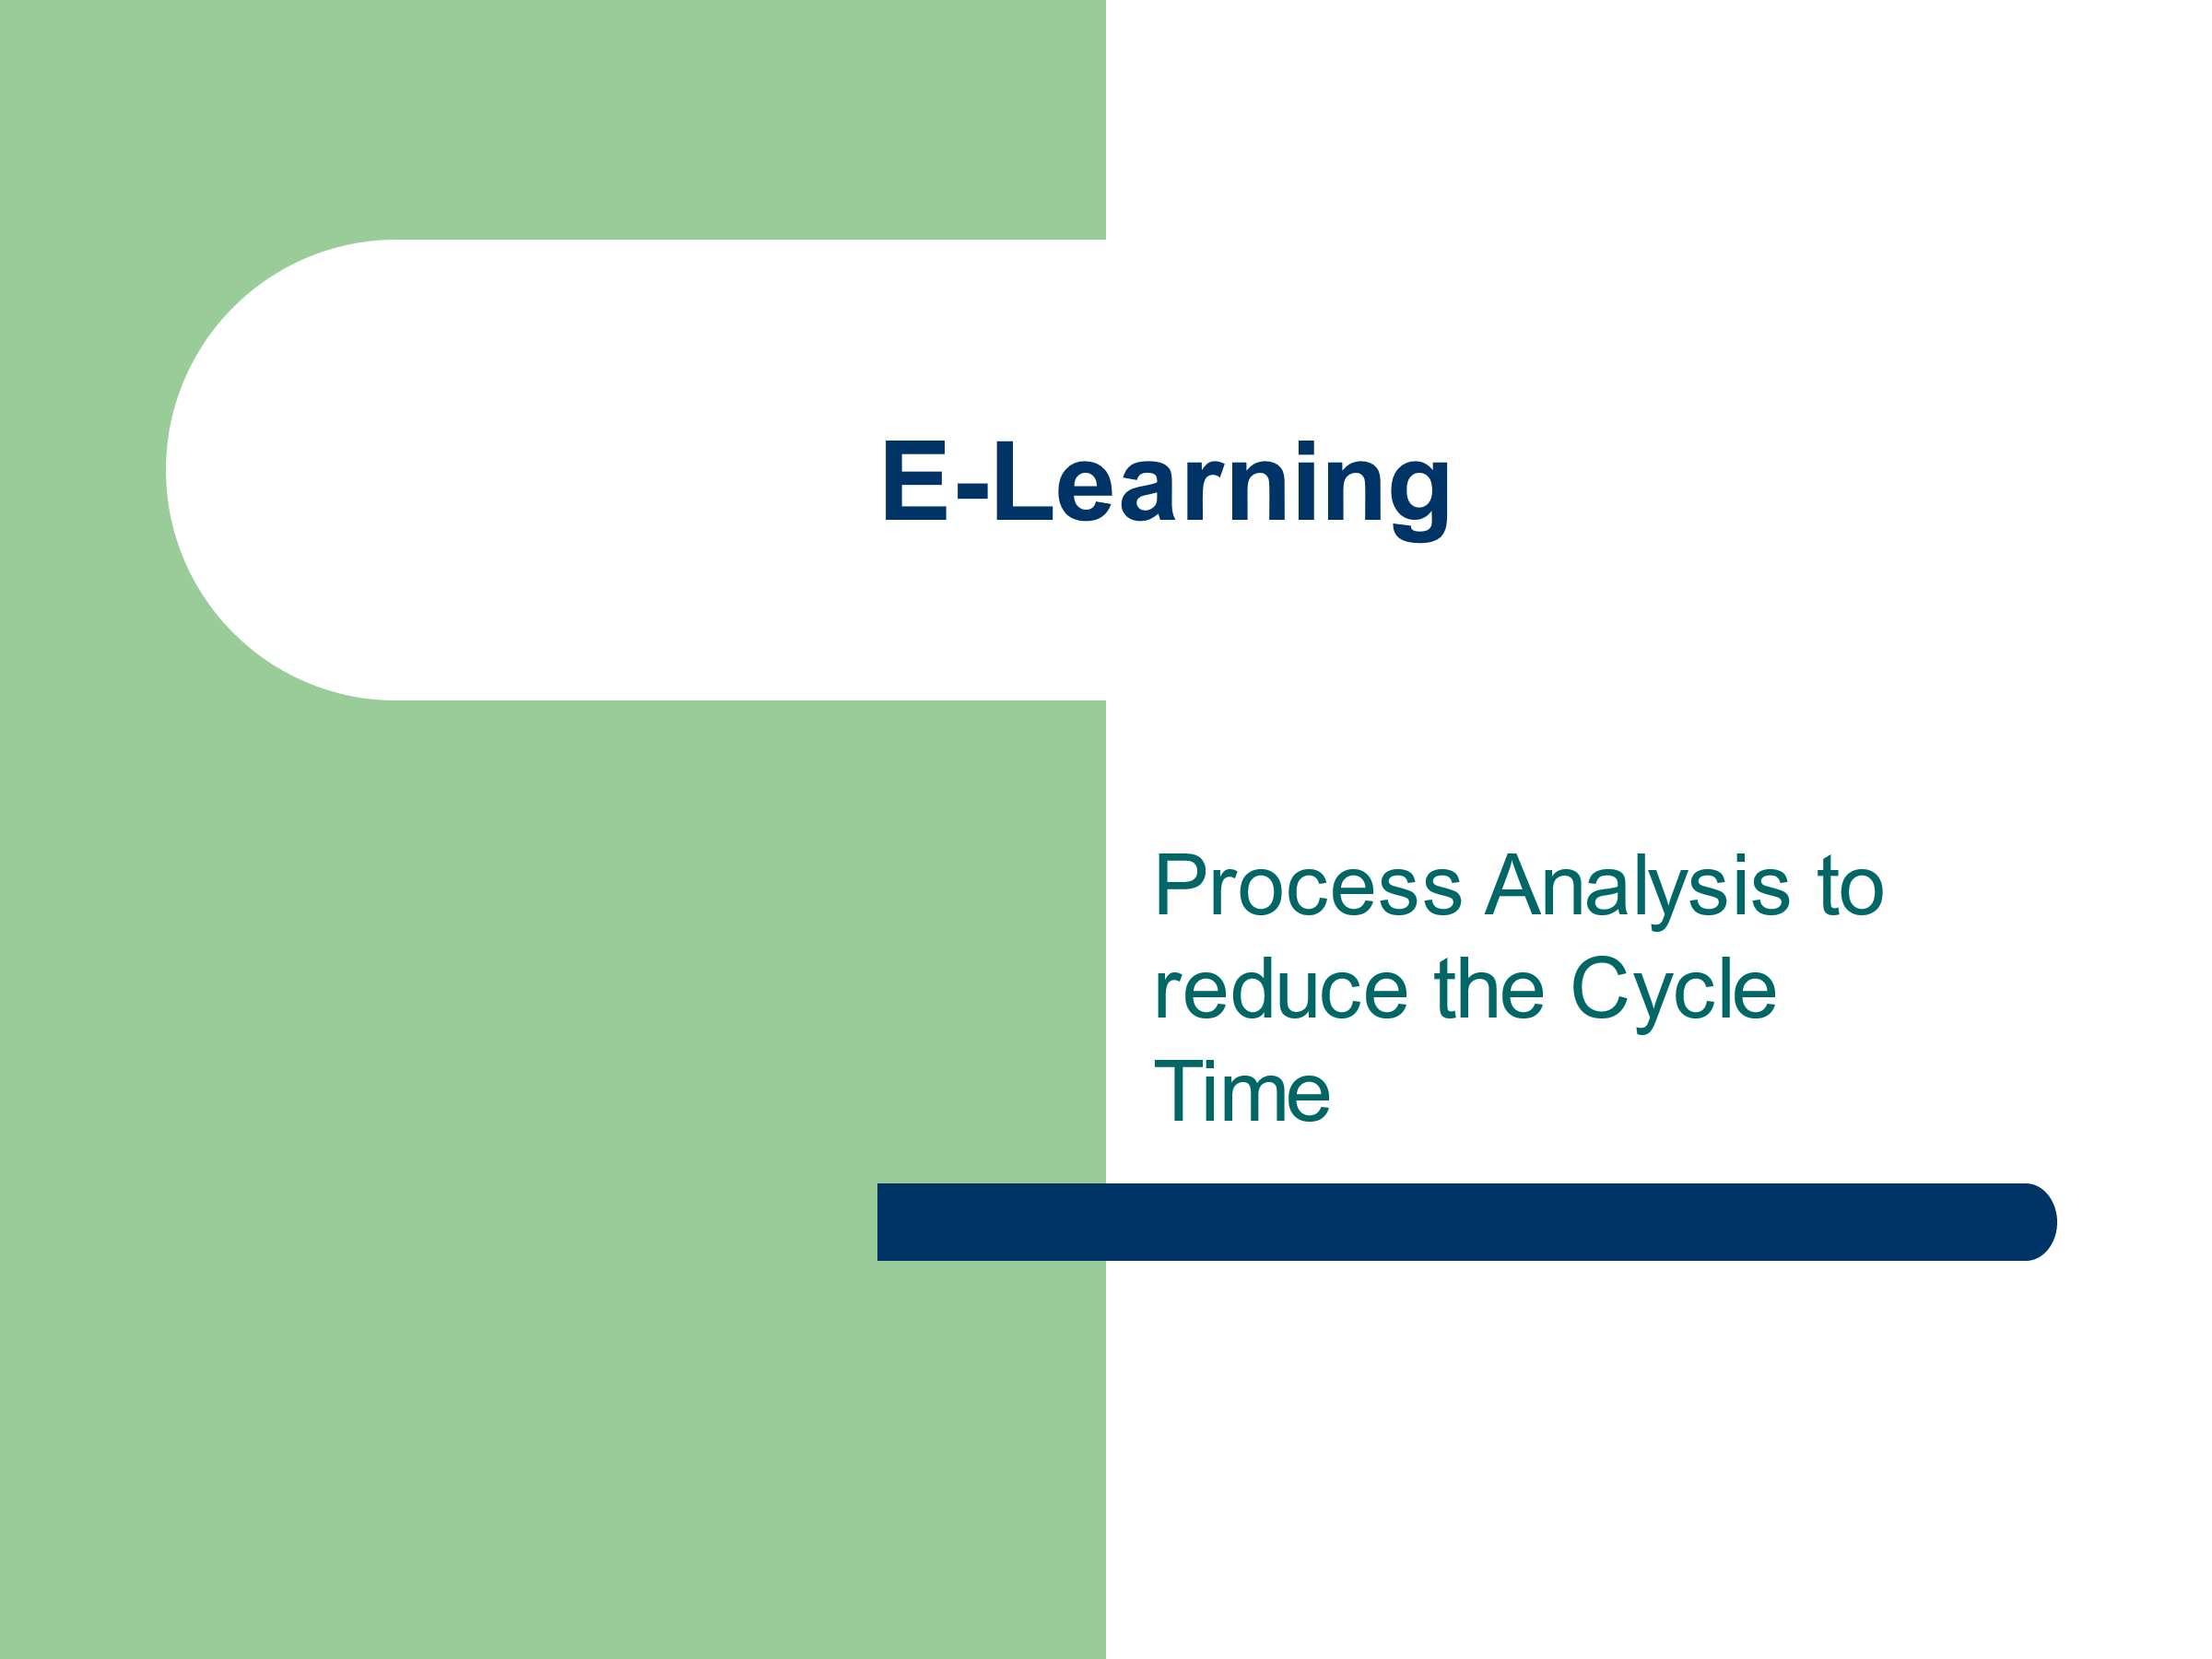 E-Learning
Process Analysis to
reduce the Cycle
Time